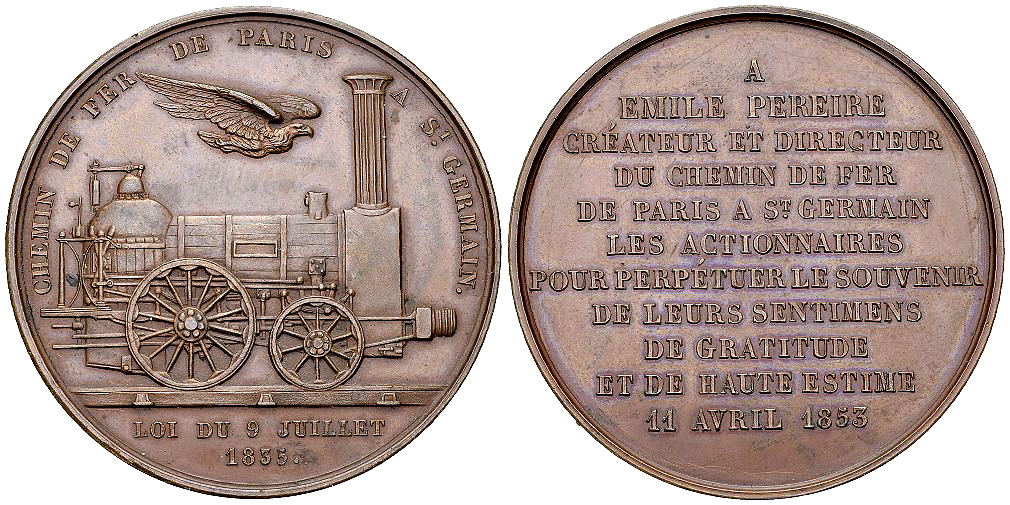 CHEMIN DE FER DE PARIS A ST. GERMAIN.
LOI DU 9 JUILLET
1835.
A
EMILE PEREIRE
CRÉATEUR ET DIRECTEUR
DU CHEMIN DE FER
DE PARIS A ST. GERMAIN
LES ACTIONNAIRES
POUR PERPÉTUER LE SOUVENIR
DE LEURS SENTIMENS
DE GRATITUDE
ET DE HAUTE ESTIME
11 AVRIL 1853